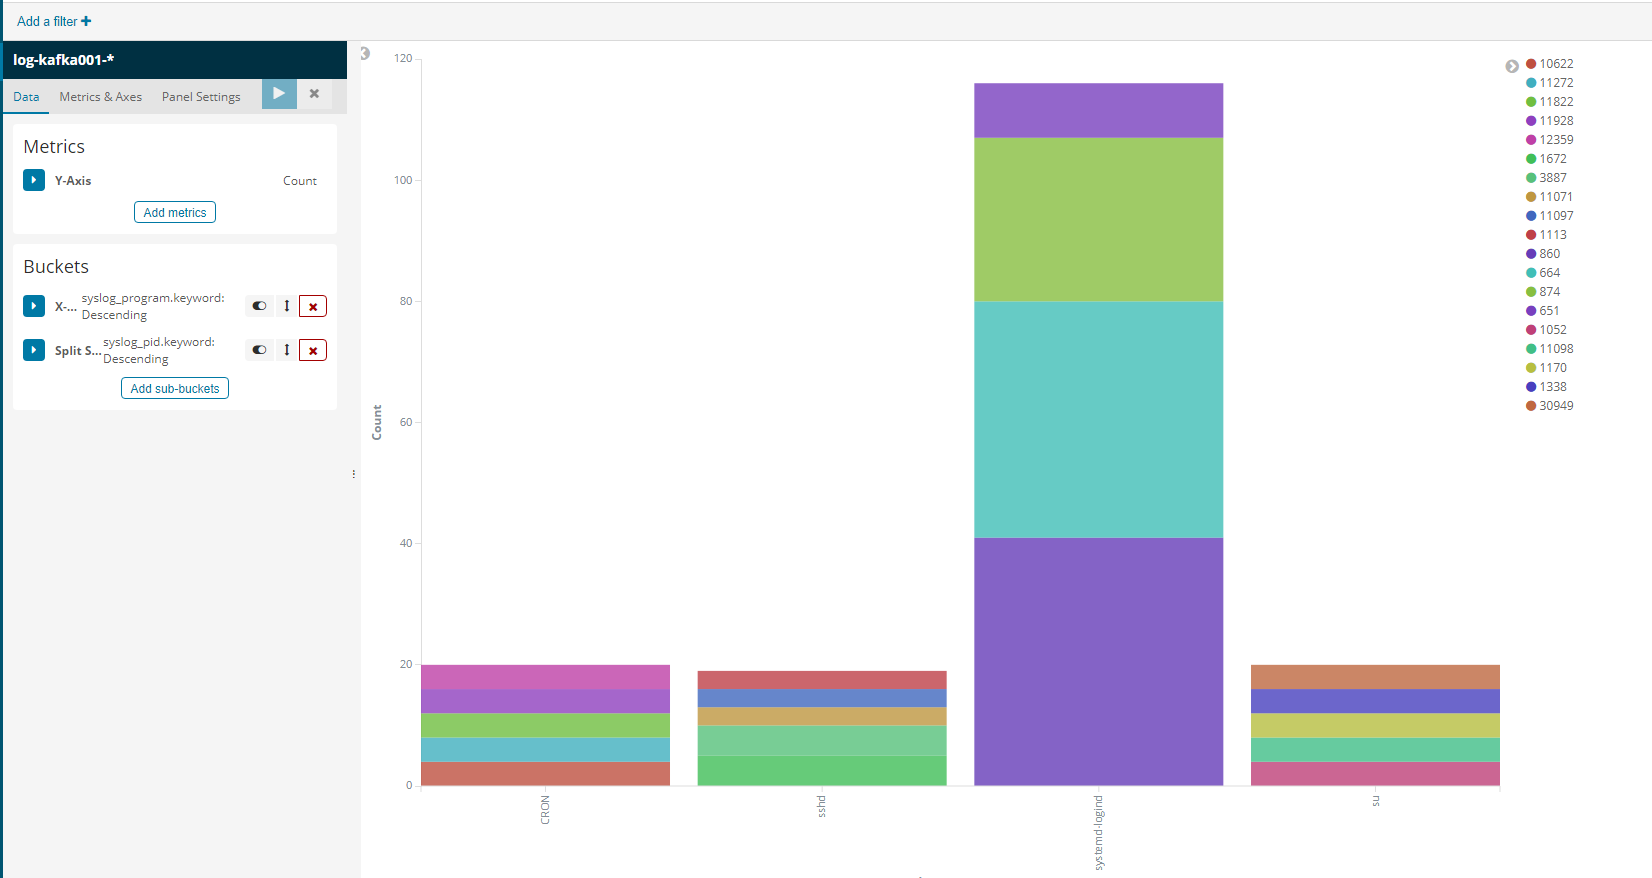 Add a filter +
log-kafka001-*
Data Metrics & Axes Panel Settings
Metrics
Y-Axis Count
Add metrics
Buckets
X-... syslog_program.keyword:
Descending
Split S... syslog_pid.keyword:
Descending
Add sub-buckets
Count
120
100
80
60
40
20
0
CRON
sshd
systemd-logind
su
10622
11272
11822
11928
12359
1672
3887
11071
11097
1113
860
664
874
651
1052
11098
1170
1338
30949